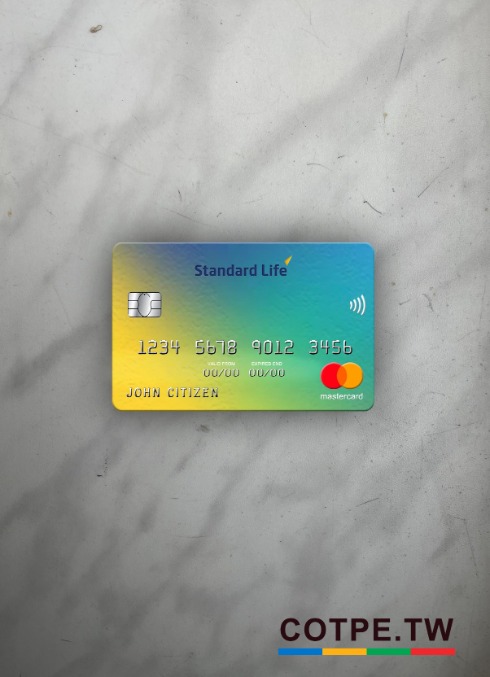 Standard Life
1234 5678 9012 3456
VALID FROM EXPIRES END
00/00 00/00
JOHN CITIZEN
mastercard
COTPE.TW